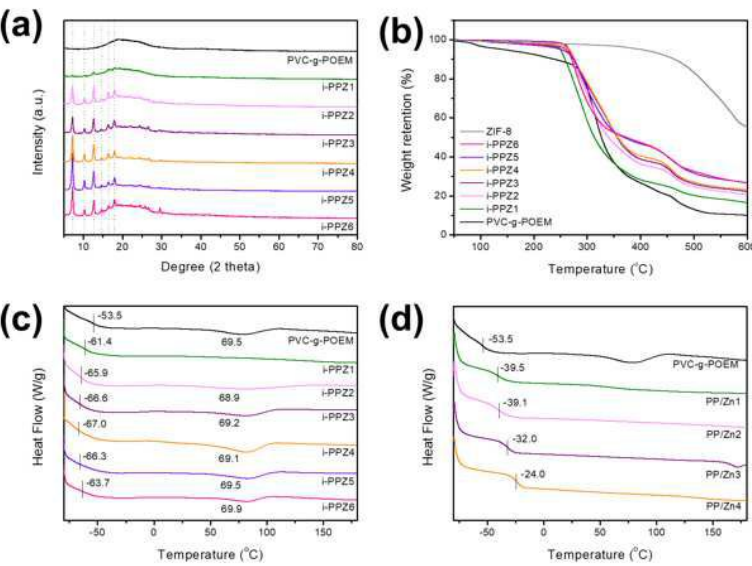 (a)
Intensity (a.u.)
PVC-g-POEM
i-PPZ1
i-PPZ2
i-PPZ3
i-PPZ4
i-PPZ5
i-PPZ6
10 20 30 40 50 60 70 80
Degree (2 theta)
(b)
Weight retention (%)
100
80
60
40
20
0
ZIF-8
i-PPZ6
i-PPZ5
i-PPZ4
i-PPZ3
i-PPZ2
i-PPZ1
PVC-g-POEM
0 150 300 450 600
Temperature (°C)
(c)
Heat Flow (W/g)
-53.5
69.5
PVC-g-POEM
-61.4
i-PPZ1
-65.9
68.9
i-PPZ2
-66.6
69.2
i-PPZ3
-67.0
69.1
i-PPZ4
-66.3
69.5
i-PPZ5
-63.7
69.9
i-PPZ6
-50 0 50 100 150
Temperature (°C)
(d)
Heat Flow (W/g)
-53.5
PVC-g-POEM
-39.5
PP/Zn1
-39.1
PP/Zn2
-32.0
PP/Zn3
-24.0
PP/Zn4
-50 0 50 100 150
Temperature (°C)